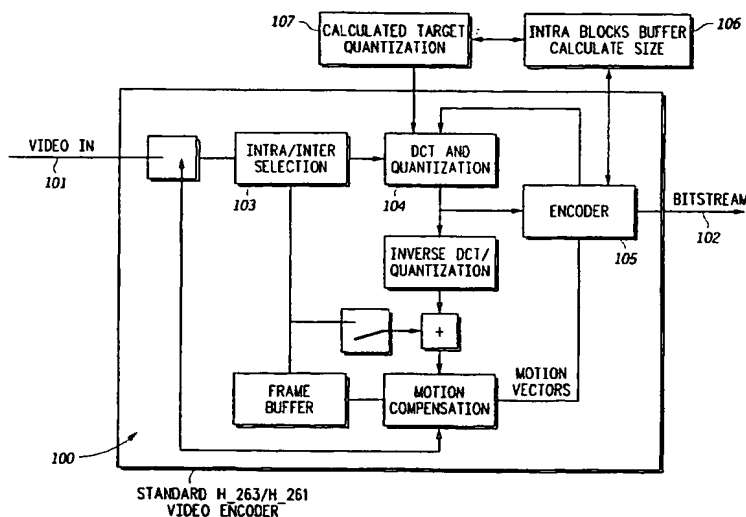 107
CALCULATED TARGET
QUANTIZATION
INTRA BLOCKS BUFFER
CALCULATE SIZE
106
VIDEO IN
101
INTRA/INTER
SELECTION
103
DCT AND
QUANTIZATION
104
ENCODER
105
BITSTREAM
102
INVERSE DCT/
QUANTIZATION
+
FRAME
BUFFER
MOTION
COMPENSATION
MOTION
VECTORS
100
STANDARD H_263/H_261
VIDEO ENCODER